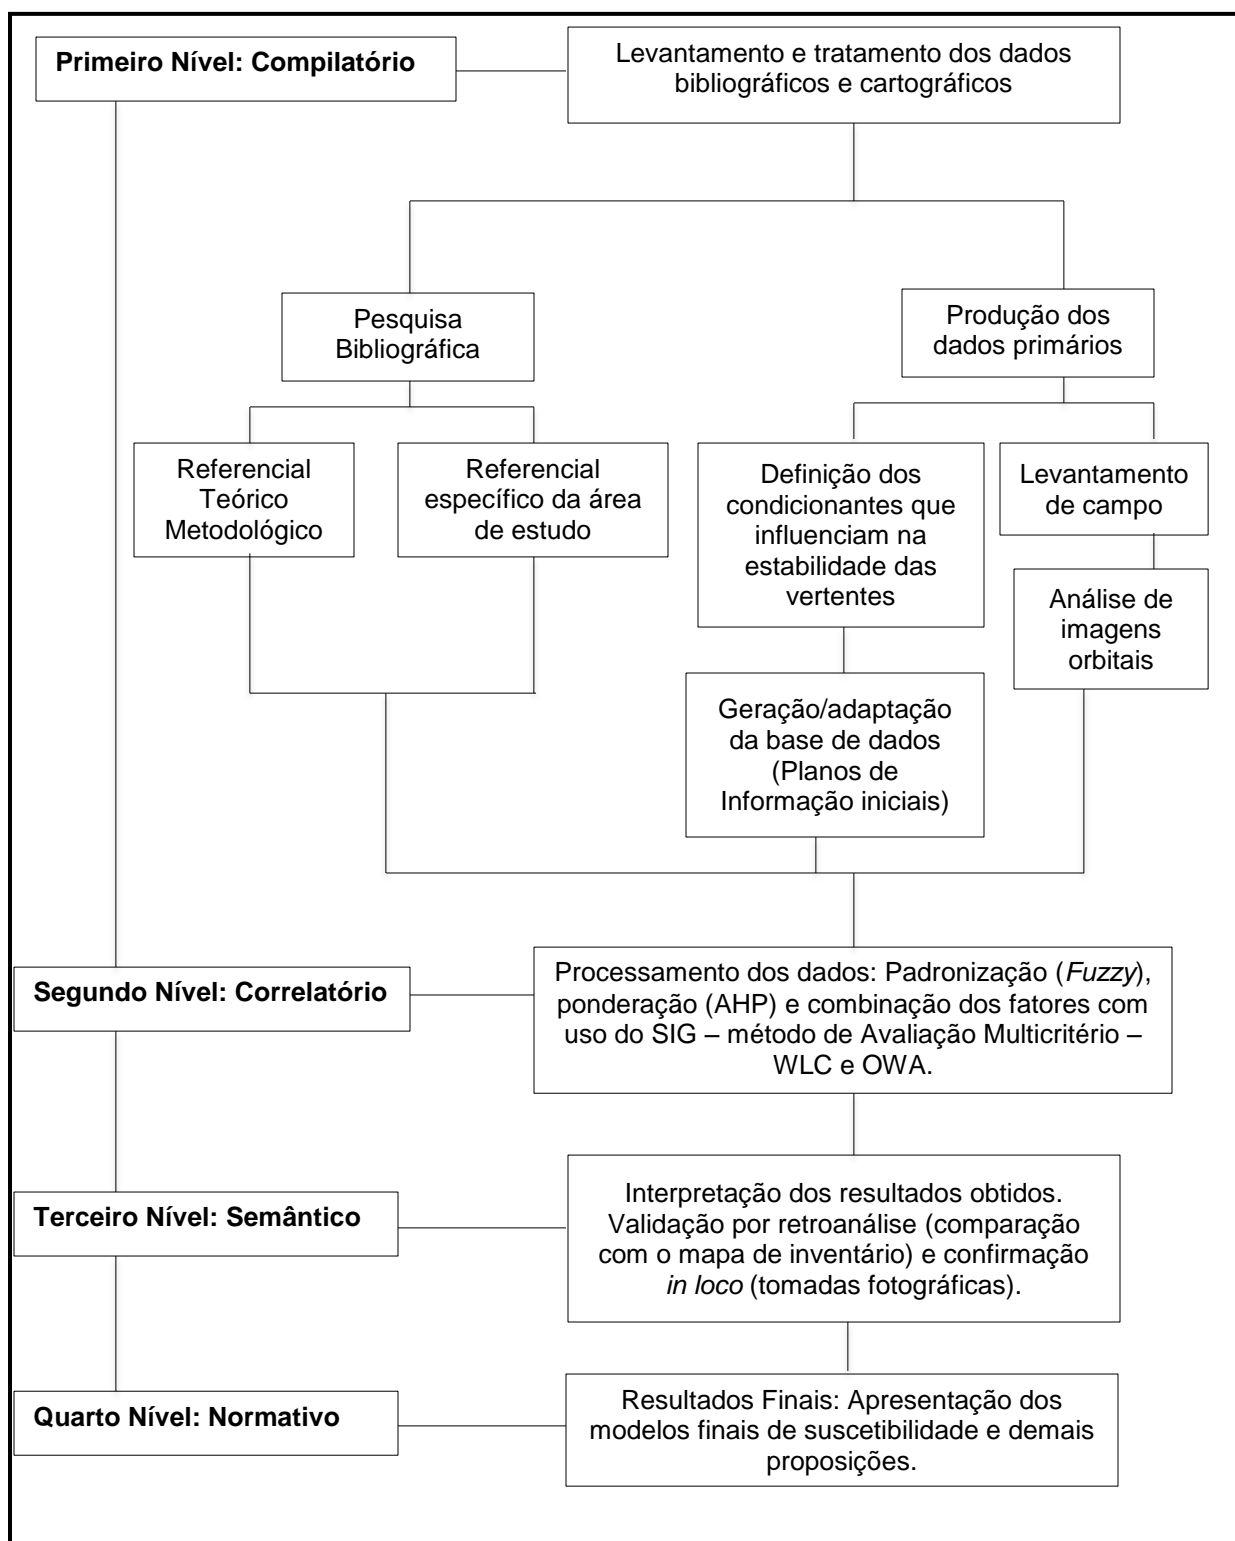 Primeiro Nível: Compilatório
Levantamento e tratamento dos dados
bibliográficos e cartográficos
Pesquisa
Bibliográfica
Produção dos
dados primários
Referencial
Teórico
Metodológico
Referencial
específico da área
de estudo
Definição dos
condicionantes que
influenciam na
estabilidade das
vertentes
Levantamento
de campo
Análise de
imagens
orbitais
Geração/adaptação
da base de dados
(Planos de
Informação iniciais)
Segundo Nível: Correlatório
Processamento dos dados: Padronização (Fuzzy),
ponderação (AHP) e combinação dos fatores com
uso do SIG – método de Avaliação Multicritério –
WLC e OWA.
Terceiro Nível: Semântico
Interpretação dos resultados obtidos.
Validação por retroanálise (comparação
com o mapa de inventário) e confirmação
in loco (tomadas fotográficas).
Quarto Nível: Normativo
Resultados Finais: Apresentação dos
modelos finais de suscetibilidade e demais
proposições.